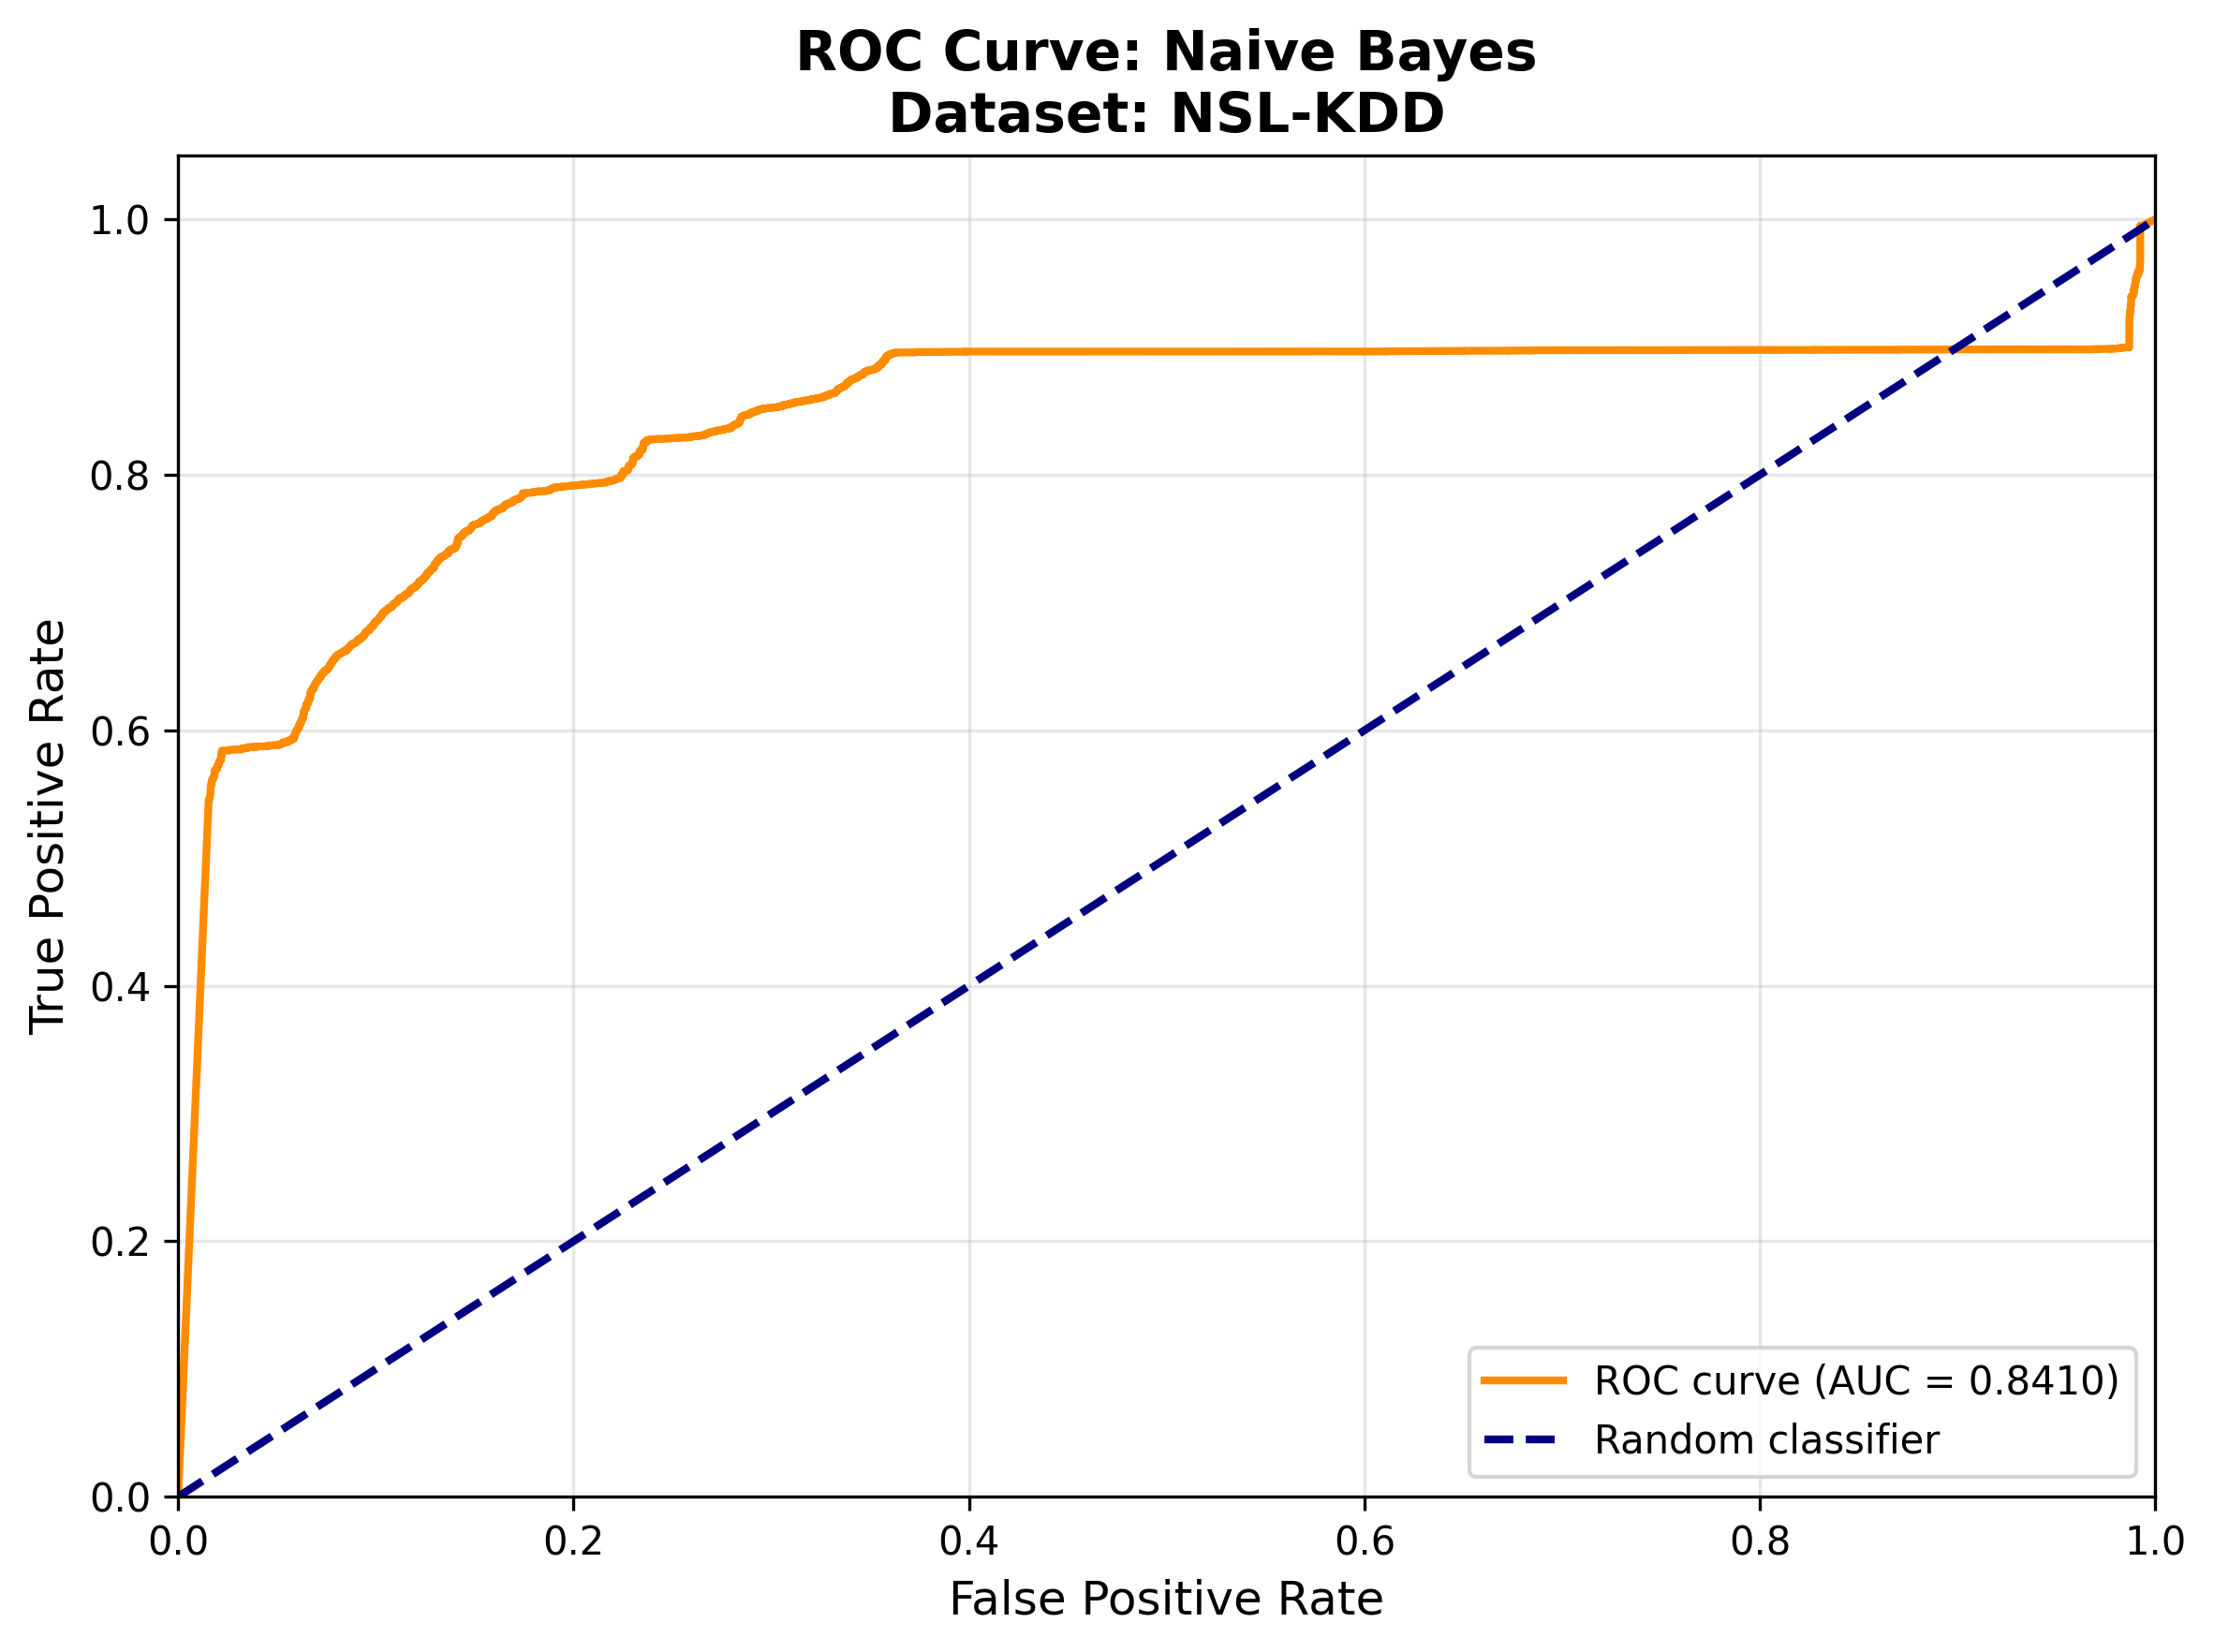 ROC Curve: Naive Bayes
Dataset: NSL-KDD
True Positive Rate
1.0
0.8
0.6
0.4
0.2
0.0
0.0 0.2 0.4 0.6 0.8 1.0
False Positive Rate
ROC curve (AUC = 0.8410)
Random classifier